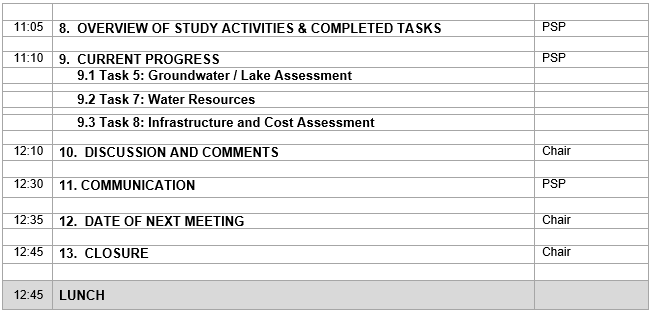 11:05 8. OVERVIEW OF STUDY ACTIVITIES & COMPLETED TASKS PSP
11:10 9. CURRENT PROGRESS PSP
9.1 Task 5: Groundwater / Lake Assessment
9.2 Task 7: Water Resources
9.3 Task 8: Infrastructure and Cost Assessment
12:10 10. DISCUSSION AND COMMENTS Chair
12:30 11. COMMUNICATION PSP
12:35 12. DATE OF NEXT MEETING Chair
12:45 13. CLOSURE Chair
12:45 LUNCH